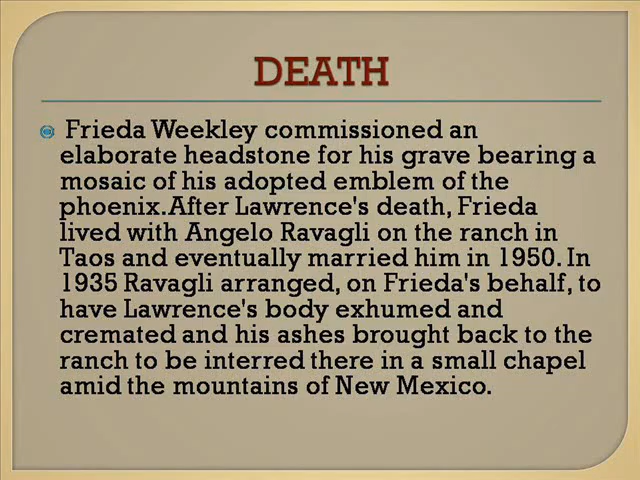 DEATH
Frieda Weekley commissioned an
elaborate headstone for his grave bearing a
mosaic of his adopted emblem of the
phoenix.After Lawrence's death, Frieda
lived with Angelo Ravagli on the ranch in
Taos and eventually married him in 1950. In
1935 Ravagli arranged, on Frieda's behalf, to
have Lawrence's body exhumed and
cremated and his ashes brought back to the
ranch to be interred there in a small chapel
amid the mountains of New Mexico.